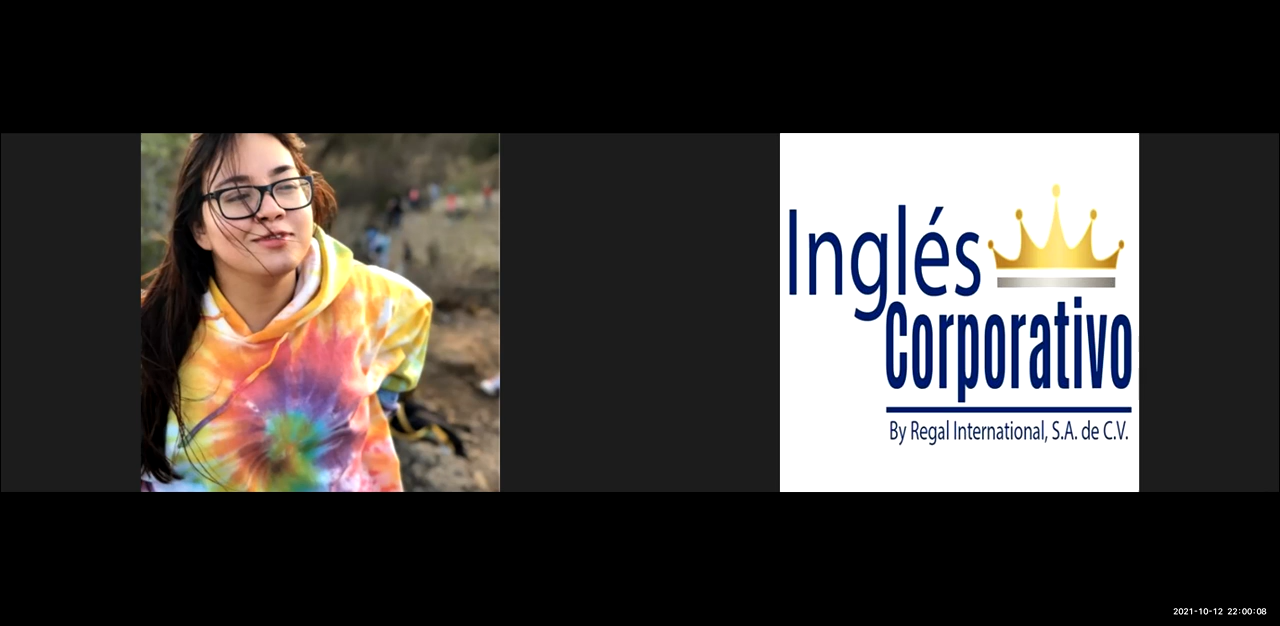 Inglés
Corporativo
By Regal International, S.A. de C.V.
2021-10-12 22:00:08